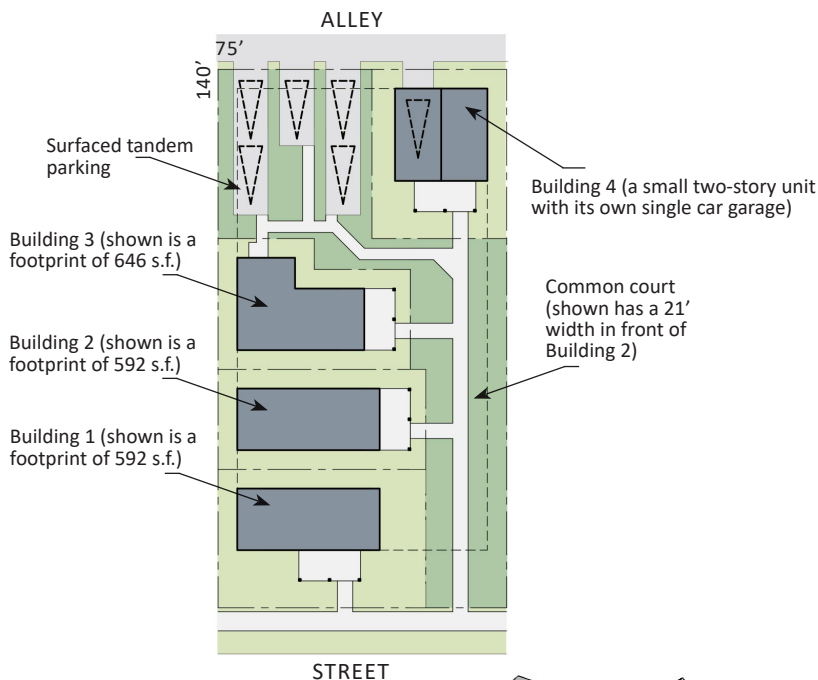 ALLEY
75’
140’
Surfaced tandem
parking
Building 4 (a small two-story unit
with its own single car garage)
Building 3 (shown is a
footprint of 646 s.f.)
Common court
(shown has a 21’
width in front of
Building 2)
Building 2 (shown is a
footprint of 592 s.f.)
Building 1 (shown is a
footprint of 592 s.f.)
STREET